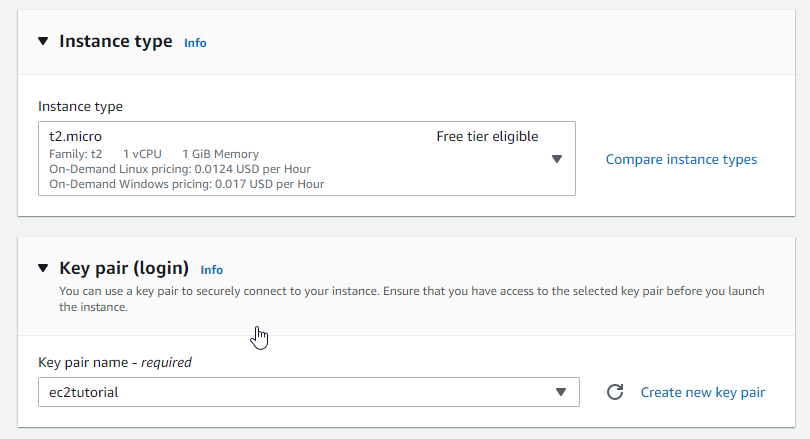 Instance type Info
Instance type
t2.micro Free tier eligible
Family: t2 1 vCPU 1 GiB Memory
On-Demand Linux pricing: 0.0124 USD per Hour
On-Demand Windows pricing: 0.017 USD per Hour
Compare instance types
Key pair (login) Info
You can use a key pair to securely connect to your instance. Ensure that you have access to the selected key pair before you launch
the instance.
Key pair name - required
ec2tutorial
Create new key pair